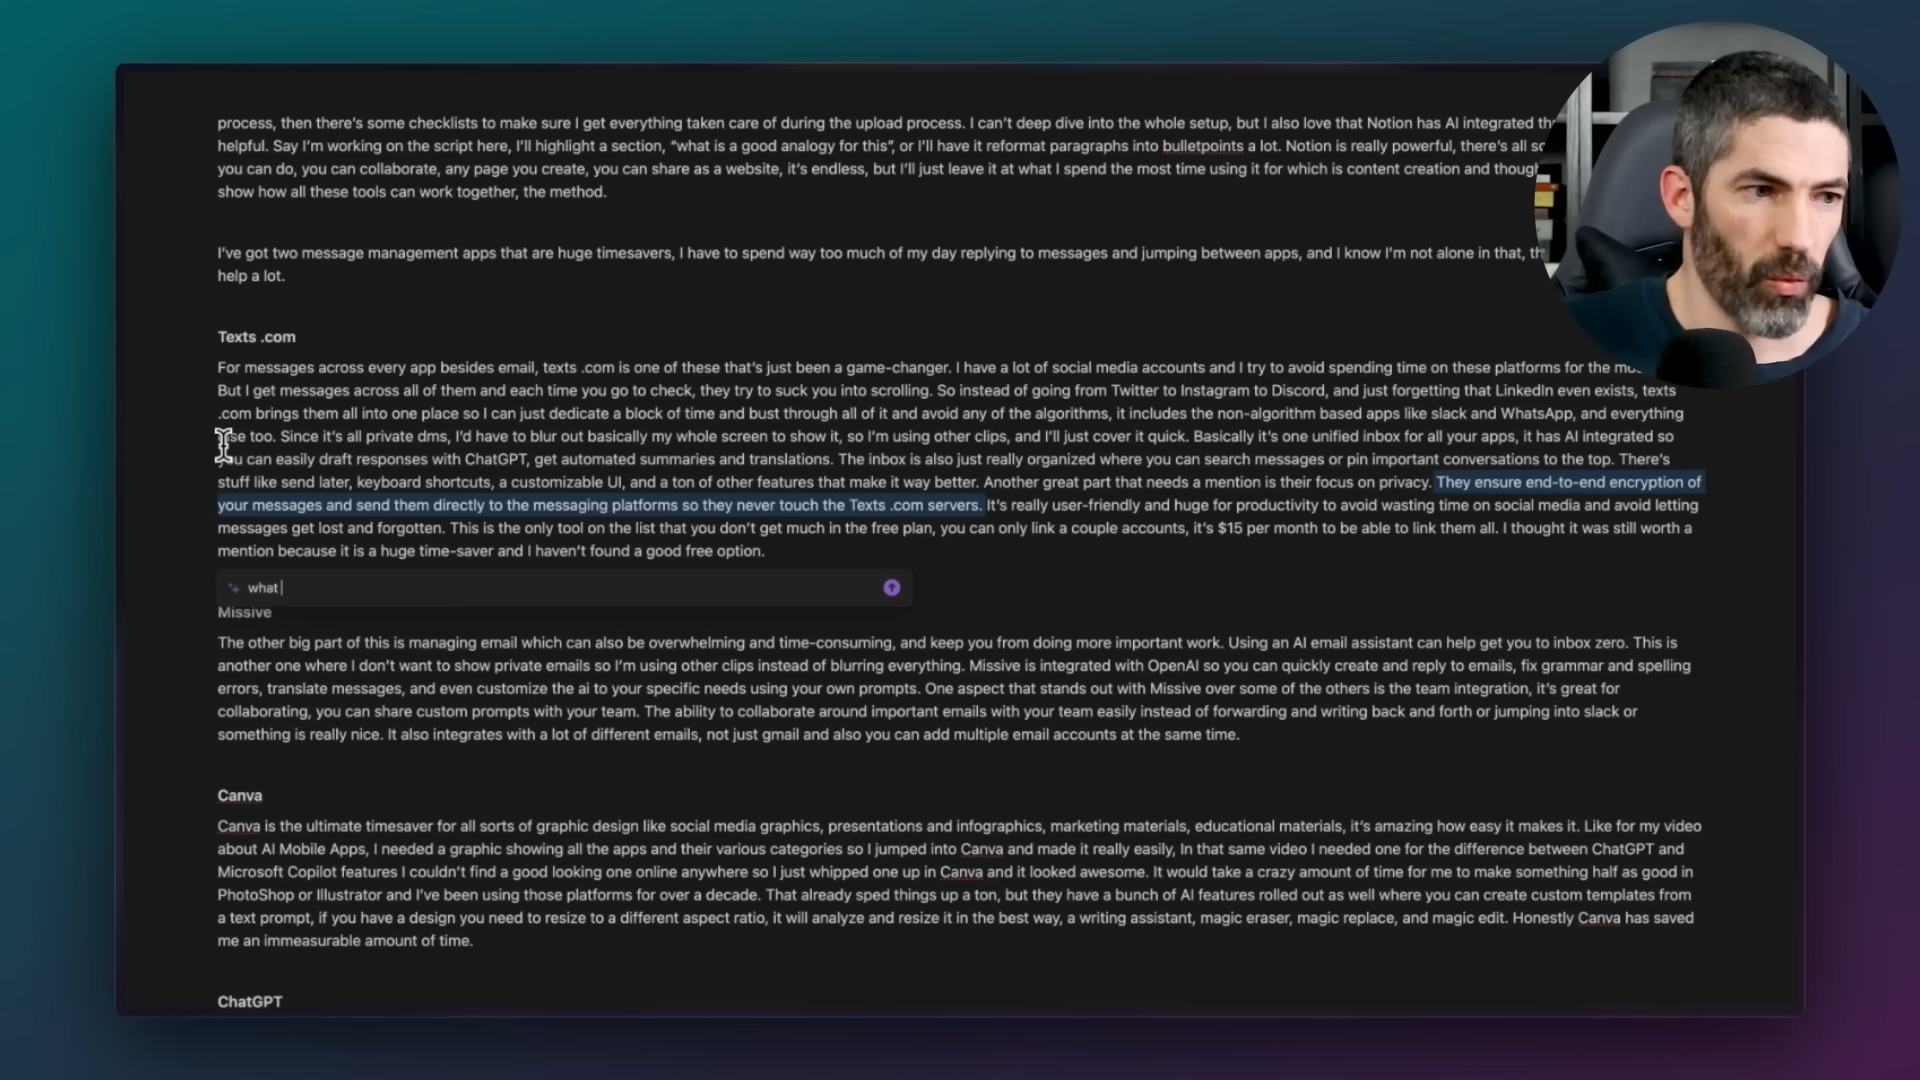 process, then there's some checklists to make sure I get everything taken care of during the upload process. I can't deep dive into the whole setup, but I also love that Notion has AI integrated
helpful. Say I'm working on the script here, I'll highlight a section, "what is a good analogy for this", or I'll have it reformat paragraphs into bulletpoints a lot. Notion is really powerful, there's all
you can do, you can collaborate, any page you create, you can share as a website, it's endless, but I'll just leave it at what I spend the most time using it for which is content creation and
show how all these tools can work together, the method.
I've got two message management apps that are huge timesavers, I have to spend way too much of my day replying to messages and jumping between apps, and I know I'm not alone in that,
help a lot.
Texts .com
For messages across every app besides email, texts .com is one of these that's just been a game-changer. I have a lot of social media accounts and I try to avoid spending time on these platforms for the
But I get messages across all of them and each time you go to check, they try to suck you into scrolling. So instead of going from Twitter to Instagram to Discord, and just forgetting that LinkedIn even exists, texts
.com brings them all into one place so I can just dedicate a block of time and bust through all of it and avoid any of the algorithms, it includes the non-algorithm based apps like slack and WhatsApp, and everything
else too. Since it's all private dms, I'd have to blur out basically my whole screen to show it, so I'm using other clips, and I'll just cover it quick. Basically it's one unified inbox for all your apps, it has AI integrated so
you can easily draft responses with ChatGPT, get automated summaries and translations. The inbox is also just really organized where you can search messages or pin important conversations to the top. There's
stuff like send later, keyboard shortcuts, a customizable UI, and a ton of other features that make it way better. Another great part that needs a mention is their focus on privacy. They ensure end-to-end encryption of
your messages and send them directly to the messaging platforms so they never touch the Texts .com servers. It's really user-friendly and huge for productivity to avoid wasting time on social media and avoid letting
messages get lost and forgotten. This is the only tool on the list that you don't get much in the free plan, you can only link a couple accounts, it's $15 per month to be able to link them all. I thought it was still worth a
mention because it is a huge time-saver and I haven't found a good free option.
what
Missive
The other big part of this is managing email which can also be overwhelming and time-consuming, and keep you from doing more important work. Using an AI email assistant can help get you to inbox zero. This is
another one where I don't want to show private emails so I'm using other clips instead of blurring everything. Missive is integrated with OpenAI so you can quickly create and reply to emails, fix grammar and spelling
errors, translate messages, and even customize the ai to your specific needs using your own prompts. One aspect that stands out with Missive over some of the others is the team integration, it's great for
collaborating, you can share custom prompts with your team. The ability to collaborate around important emails with your team easily instead of forwarding and writing back and forth or jumping into slack or
something is really nice. It also integrates with a lot of different emails, not just gmail and also you can add multiple email accounts at the same time.
Canva
Canva is the ultimate timesaver for all sorts of graphic design like social media graphics, presentations and infographics, marketing materials, educational materials, it's amazing how easy it makes it. Like for my video
about AI Mobile Apps, I needed a graphic showing all the apps and their various categories so I jumped into Canva and made it really easily, In that same video I needed one for the difference between ChatGPT and
Microsoft Copilot features I couldn't find a good looking one online anywhere so I just whipped one up in Canva and it looked awesome. It would take a crazy amount of time for me to make something half as good in
PhotoShop or Illustrator and I've been using those platforms for over a decade. That already sped things up a ton, but they have a bunch of AI features rolled out as well where you can create custom templates from
a text prompt, if you have a design you need to resize to a different aspect ratio, it will analyze and resize it in the best way, a writing assistant, magic eraser, magic replace, and magic edit. Honestly Canva has saved
me an immeasurable amount of time.
ChatGPT